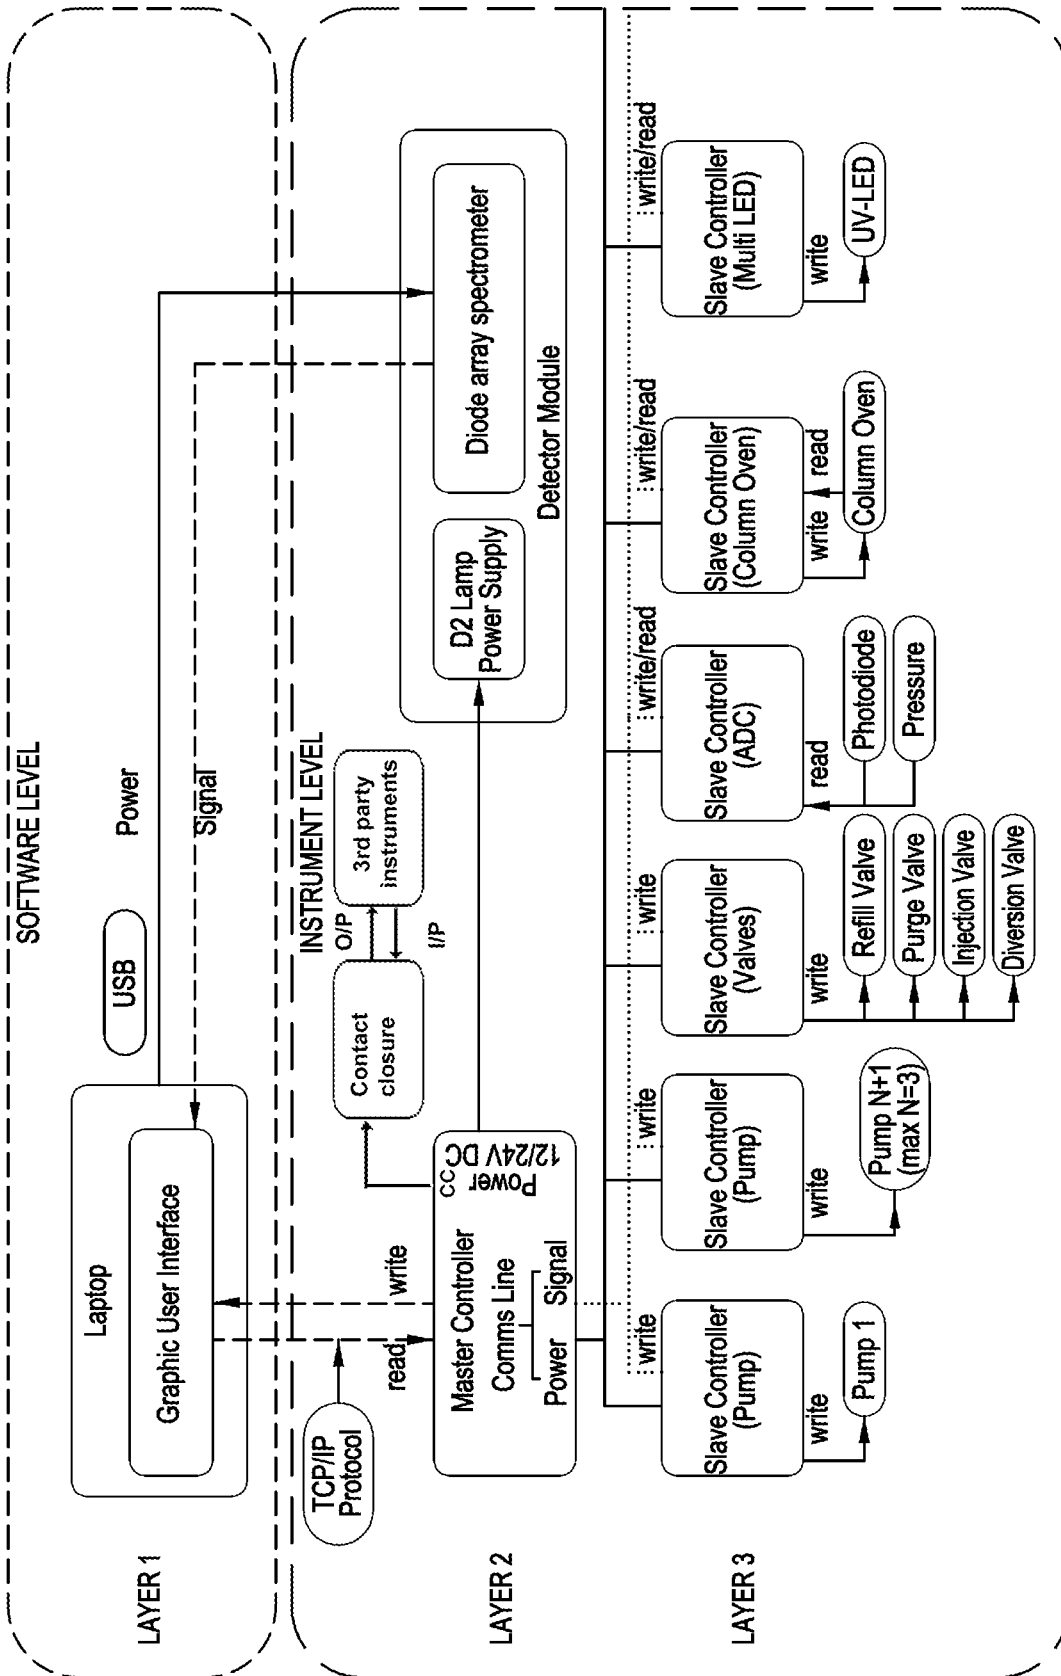 SOFTWARE LEVEL
LAYER 1
Laptop
Graphic User Interface
USB
Power
Signal
INSTRUMENT LEVEL
TCP/IP
Protocol
read
write
Contact
closure
O/P
I/P
3rd party
instruments
LAYER 2
Master Controller
Comms Line
Power
Signal
CC
Power
12/24V DC
D2 Lamp
Power Supply
Diode array spectrometer
Detector Module
LAYER 3
write
write
write
write/read
write/read
write/read
Slave Controller
(Pump)
Slave Controller
(Pump)
Slave Controller
(Valves)
Slave Controller
(ADC)
Slave Controller
(Column Oven)
Slave Controller
(Multi LED)
write
write
write
read
write
read
write
Pump 1
Pump N+1
(max N=3)
Refill Valve
Purge Valve
Injection Valve
Diversion Valve
Photodiode
Pressure
Column Oven
UV-LED